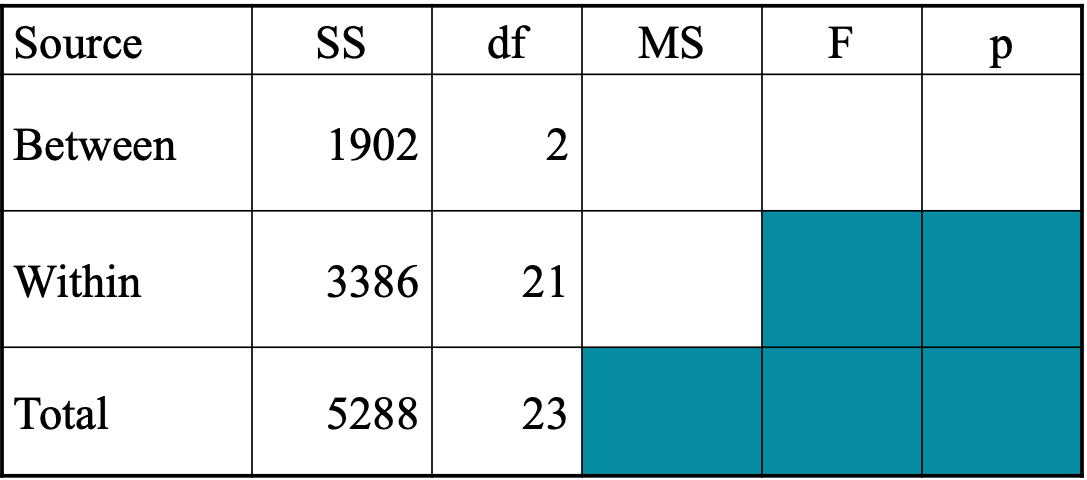 Source SS df MS F p
Between 1902 2
Within 3386 21
Total 5288 23